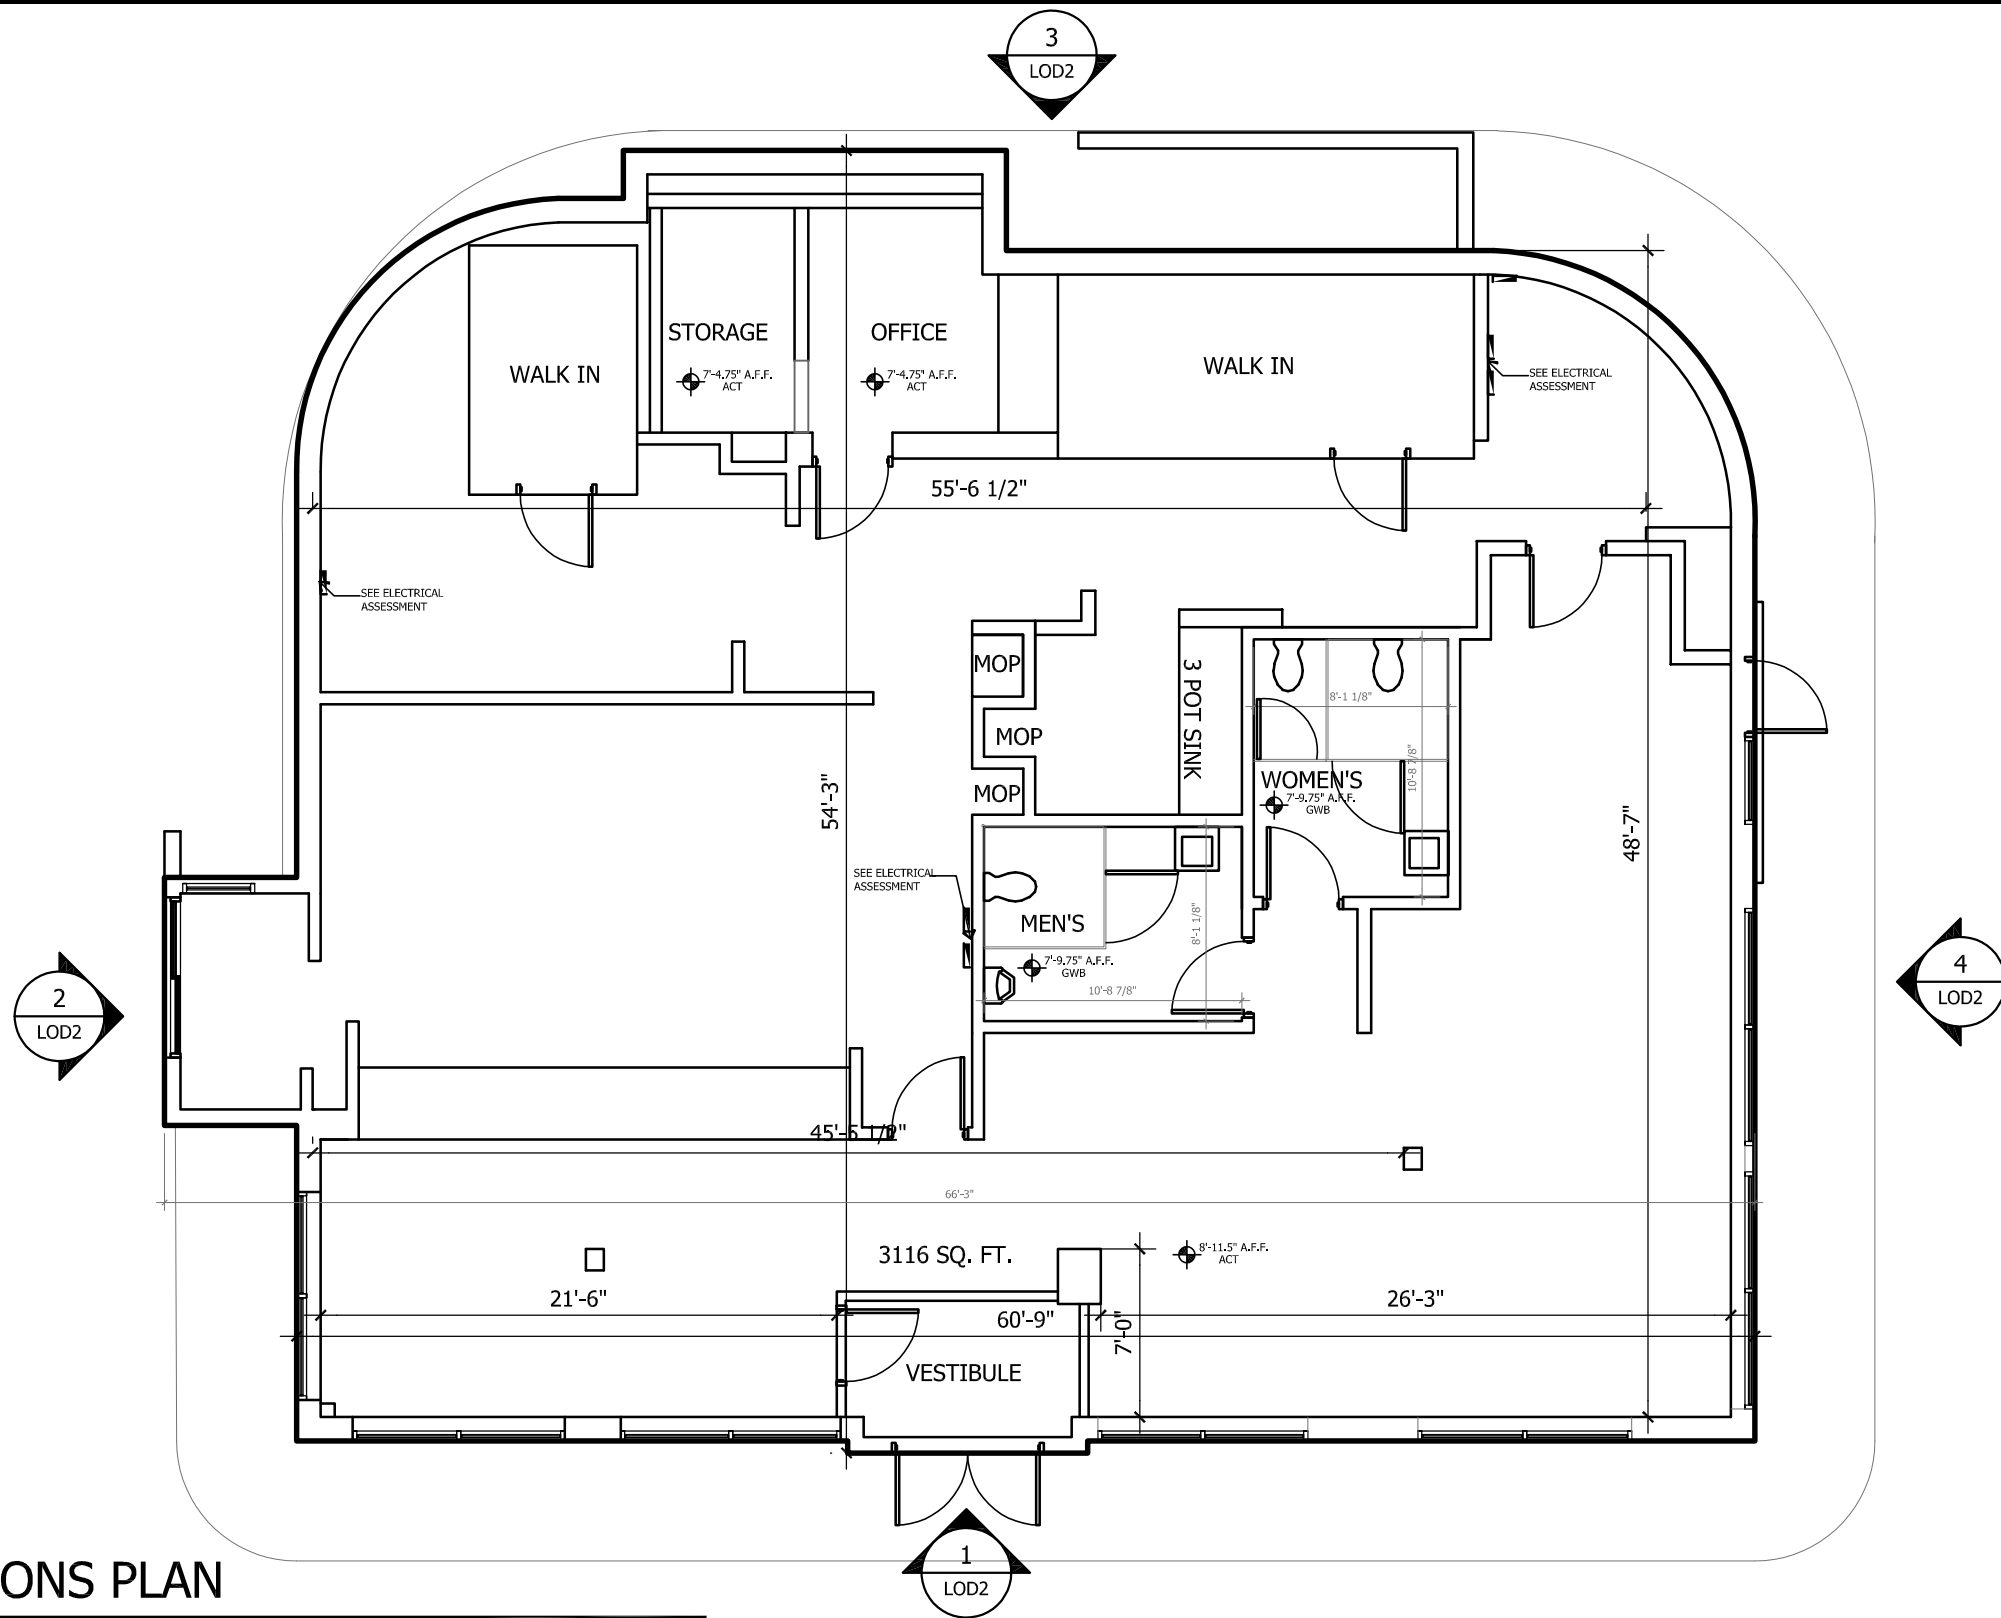 3
LOD2
STORAGE
OFFICE
WALK IN
WALK IN
7'-4.75" A.F.F.
ACT
7'-4.75" A.F.F.
ACT
SEE ELECTRICAL
ASSESSMENT
55'-6 1/2"
SEE ELECTRICAL
ASSESSMENT
MOP
3 POT SINK
8'-1 1/8"
MOP
10'-8 7/8"
WOMEN'S
7'-9.75" A.F.F.
GWB
MOP
54'-3"
48'-7"
SEE ELECTRICAL
ASSESSMENT
MEN'S
8'-1 1/8"
7'-9.75" A.F.F.
GWB
10'-8 7/8"
2
LOD2
4
LOD2
45'-5 1/2"
66'-3"
3116 SQ. FT.
8'-11.5" A.F.F.
ACT
21'-6"
26'-3"
60'-9"
7'-0"
VESTIBULE
1
LOD2
ONS PLAN